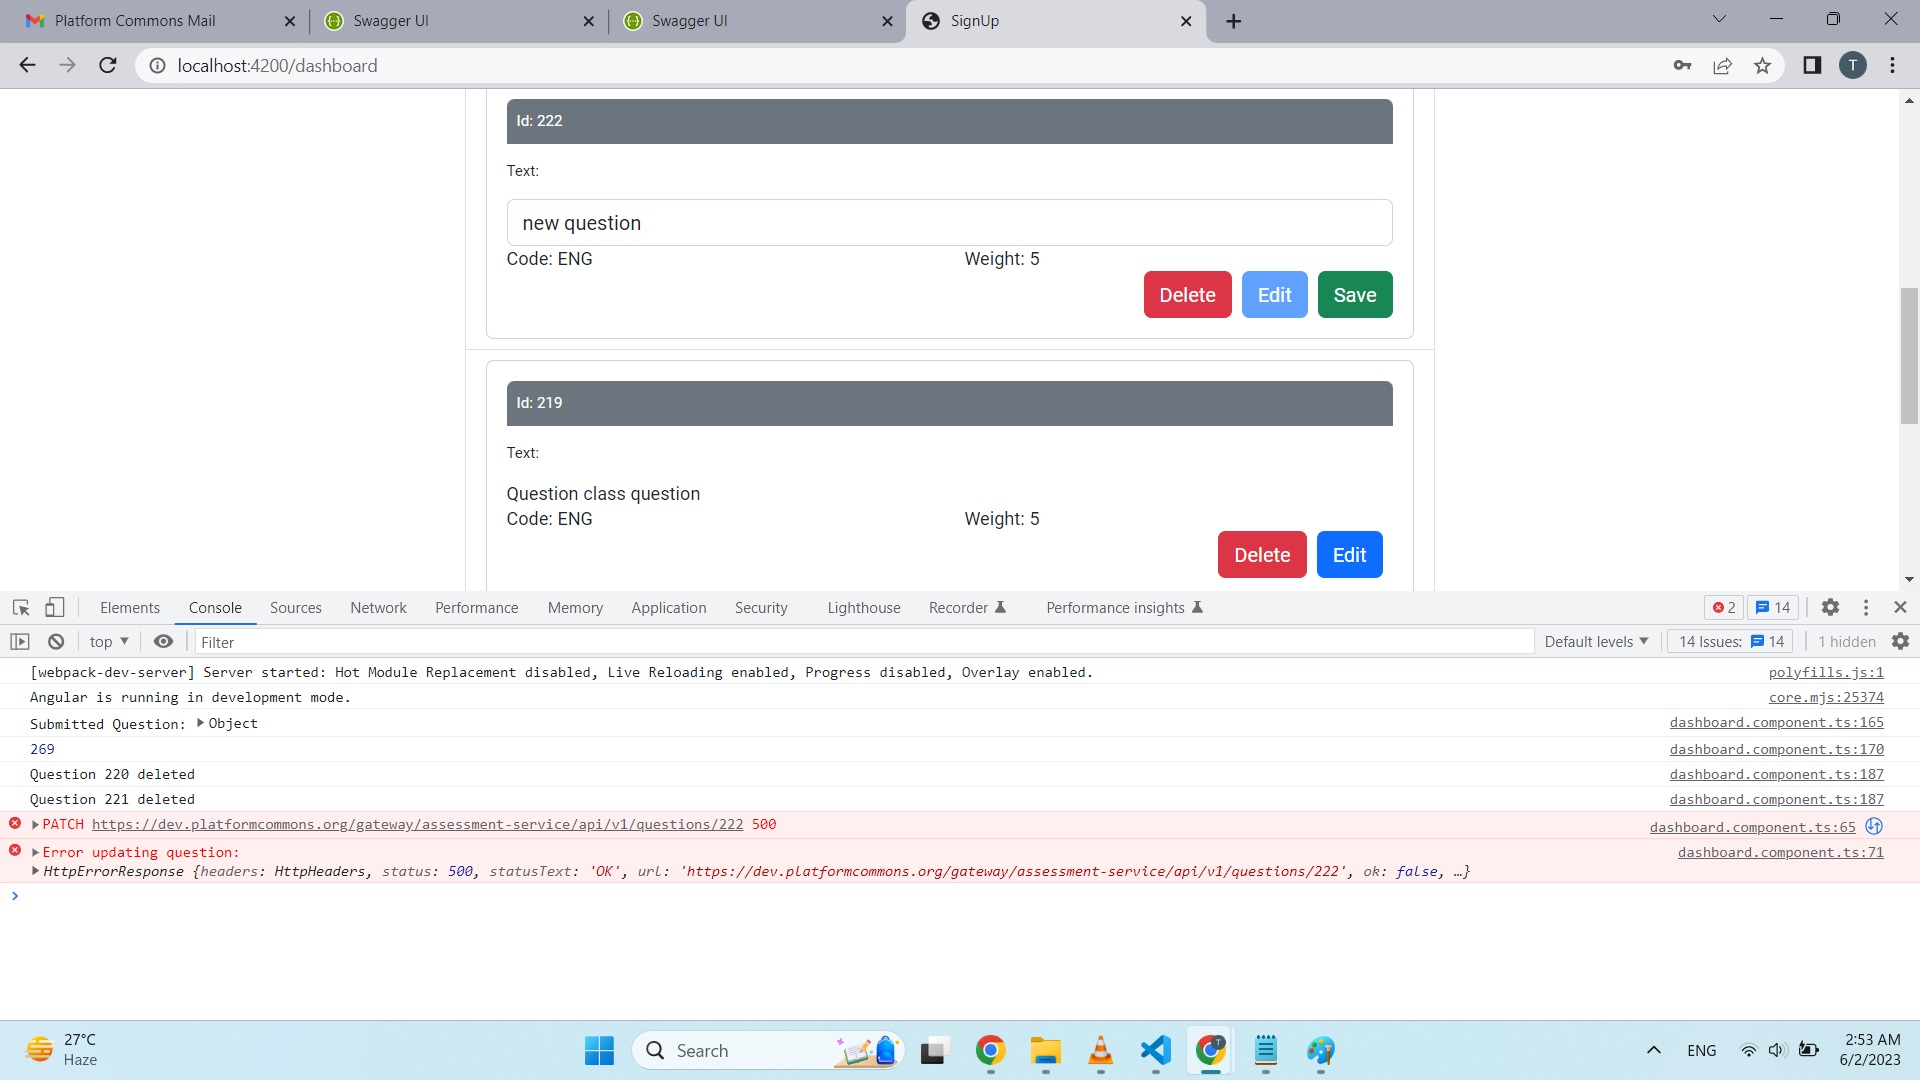 Platform Commons Mail
Swagger UI
Swagger UI
SignUp
localhost:4200/dashboard
T
Id: 222
Text:
new question
Code: ENG Weight: 5
Delete Edit Save
Id: 219
Text:
Question class question
Code: ENG Weight: 5
Delete Edit
Elements Console Sources Network Performance Memory Application Security Lighthouse Recorder Performance insights 2 14
top Filter Default levels 14 Issues: 14 1 hidden
[webpack-dev-server] Server started: Hot Module Replacement disabled, Live Reloading enabled, Progress disabled, Overlay enabled. polyfills.js:1
Angular is running in development mode. core.mjs:25374
Submitted Question: Object dashboard.component.ts:165
269 dashboard.component.ts:170
Question 220 deleted dashboard.component.ts:187
Question 221 deleted dashboard.component.ts:187
PATCH https://dev.platformcommons.org/gateway/assessment-service/api/v1/questions/222 500 dashboard.component.ts:65
Error updating question: dashboard.component.ts:71
HttpErrorResponse {headers: HttpHeaders, status: 500, statusText: 'OK', url: 'https://dev.platformcommons.org/gateway/assessment-service/api/v1/questions/222', ok: false, …}
27°C
Haze
Search
T
ENG
2:53 AM
6/2/2023